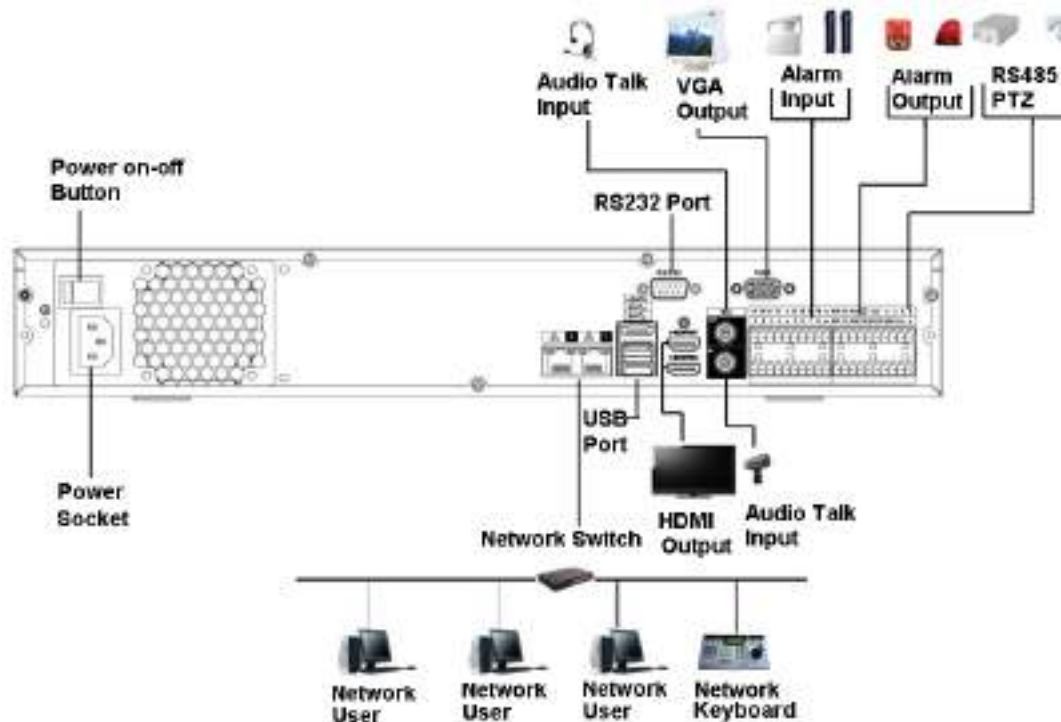 Audio Talk
Input
VGA
Output
Alarm
Input
Alarm
Output
RS485
PTZ
Power on-off
Button
RS232 Port
USB
Port
Power
Socket
Network Switch
HDMI
Output
Audio Talk
Input
Network
User
Network
User
Network
User
Network
Keyboard